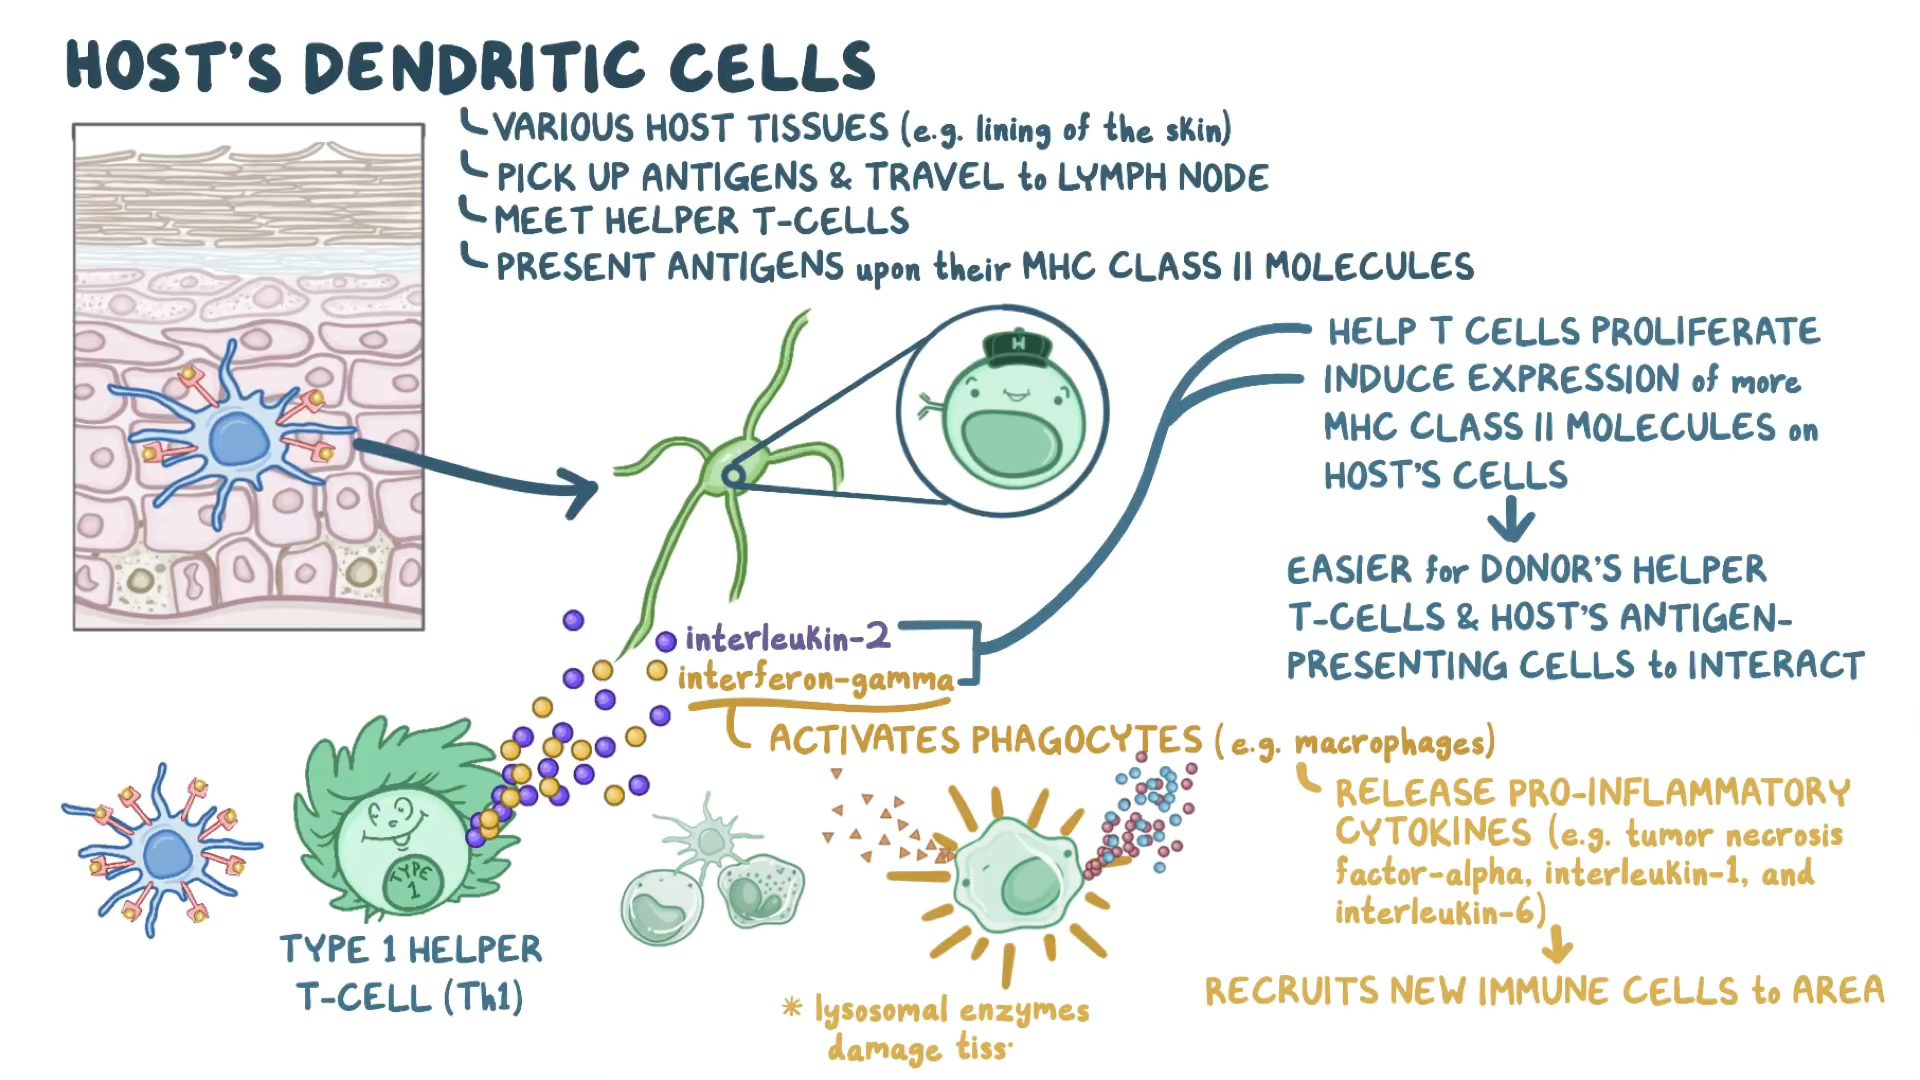 HOST'S DENDRITIC CELLS
VARIOUS HOST TISSUES (e.g. lining of the skin)
PICK UP ANTIGENS & TRAVEL to LYMPH NODE
MEET HELPER T-CELLS
PRESENT ANTIGENS upon their MHC CLASS II MOLECULES
H
HELP T CELLS PROLIFERATE
INDUCE EXPRESSION of more
MHC CLASS II MOLECULES on
HOST'S CELLS
EASIER for DONOR'S HELPER
T-CELLS & HOST'S ANTIGEN-
PRESENTING CELLS to INTERACT
interleukin-2
interferon-gamma
ACTIVATES PHAGOCYTES (e.g. macrophages)
RELEASE PRO-INFLAMMATORY
CYTOKINES (e.g. tumor necrosis
factor-alpha, interleukin-1, and
interleukin-6)
RECRUITS NEW IMMUNE CELLS to AREA
TYPE
1
TYPE 1 HELPER
T-CELL (Th1)
* lysosomal enzymes
damage tiss